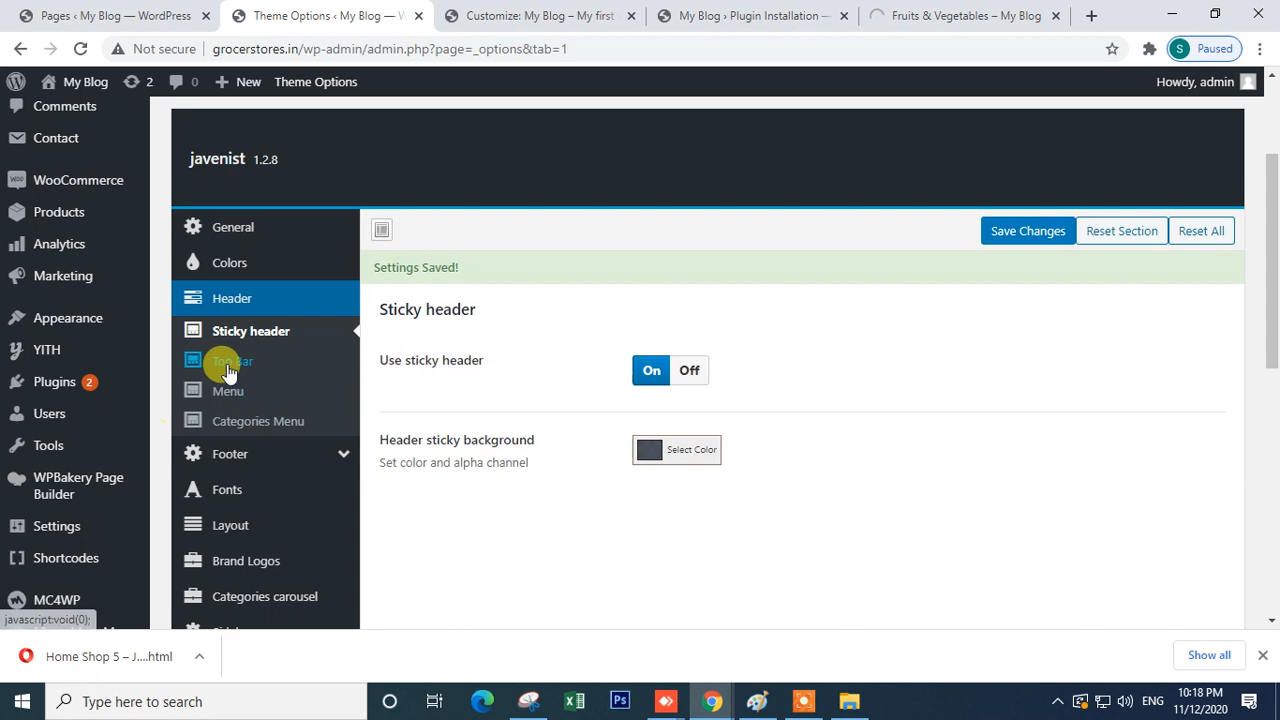 Pages ‹ My Blog — WordPress
Theme Options ‹ My Blog — W
Customize: My Blog – My first
My Blog › Plugin Installation —
Fruits & Vegetables – My Blog
Not secure grocerstores.in/wp-admin/admin.php?page=_options&tab=1
S Paused
My Blog 2 0 New Theme Options
Howdy, admin
Comments
Contact
WooCommerce
Products
Analytics
Marketing
Appearance
YITH
Plugins 2
Users
Tools
WPBakery Page
Builder
Settings
Shortcodes
MC4WP
javascript:void(0);
javenist 1.2.8
General
Colors
Header
Sticky header
Top Bar
Menu
Categories Menu
Footer
Fonts
Layout
Brand Logos
Categories carousel
Save Changes
Reset Section
Reset All
Settings Saved!
Sticky header
Use sticky header
On Off
Header sticky background
Set color and alpha channel
Select Color
Home Shop 5 – J....html
Show all
Type here to search
ENG
10:18 PM
11/12/2020